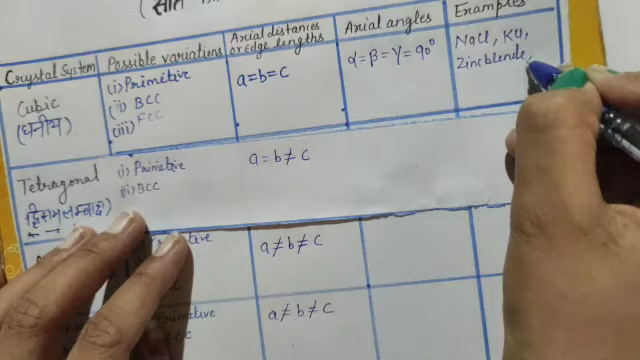 (सात
Crystal System
Possible variations
Axial distances or edge lengths
Axial angles
Examples
Cubic
(घनीय)
(i) Primitive
(ii) BCC
(iii) FCC
a=b=c
α=β=γ=90°
NaCl, KCl,
Zincblende,
Tetragonal
(i) Primitive
(ii) BCC
a=b≠c
a≠b≠c
a≠b≠c